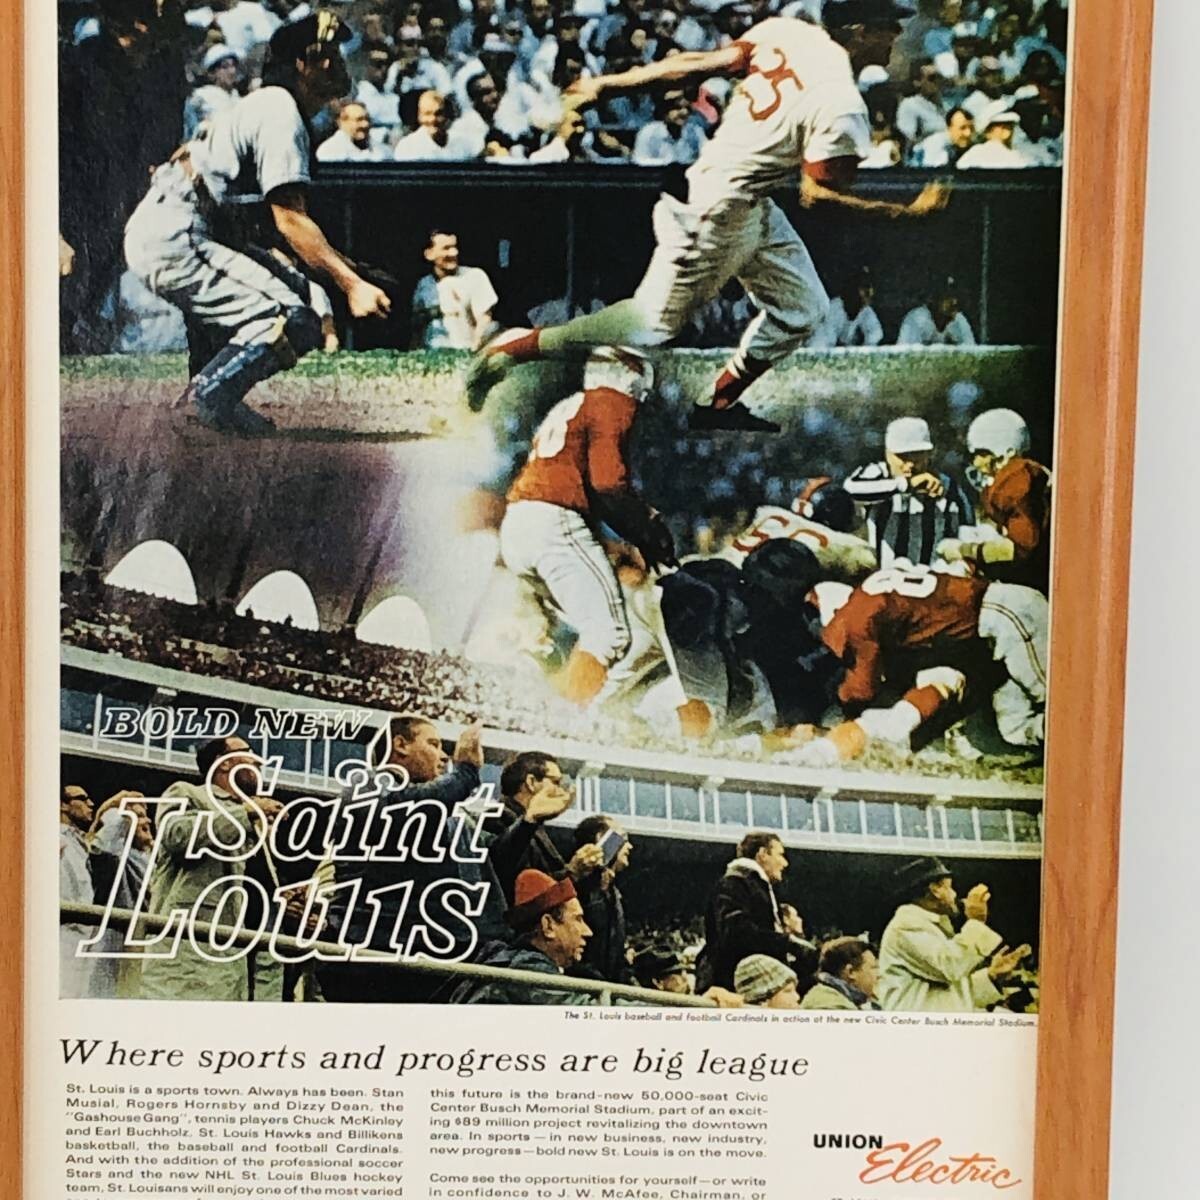 35
BOLD NEW
Saint
Louis
The St. Louis baseball and football Cardinals in action at the new Civic Center Busch Memorial Stadium.
Where sports and progress are big league
St. Louis is a sports town. Always has been. Stan
Musial, Rogers Hornsby and Dizzy Dean, the
"Gashouse Gang", tennis players Chuck McKinley
and Earl Buchholz. St. Louis Hawks and Billikens
basketball, the baseball and football Cardinals.
And with the addition of the professional soccer
Stars and the new NHL St. Louis Blues hockey
team, St. Louisans will enjoy one of the most varied
this future is the brand-new 50,000-seat Civic
Center Busch Memorial Stadium, part of an excit-
ing $89 million project revitalizing the downtown
area. In sports — in new business, new industry,
new progress — bold new St. Louis is on the move.
Come see the opportunities for yourself — or write
in confidence to J. W. McAfee, Chairman, or
UNION
Electric